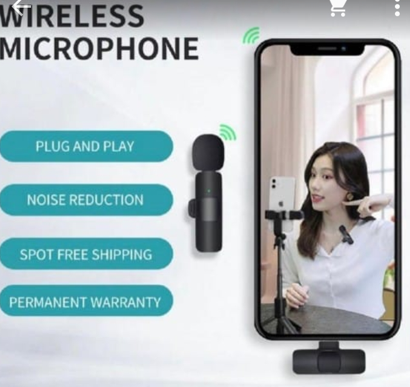 WIRELESS
MICROPHONE
PLUG AND PLAY
NOISE REDUCTION
SPOT FREE SHIPPING
PERMANENT WARRANTY